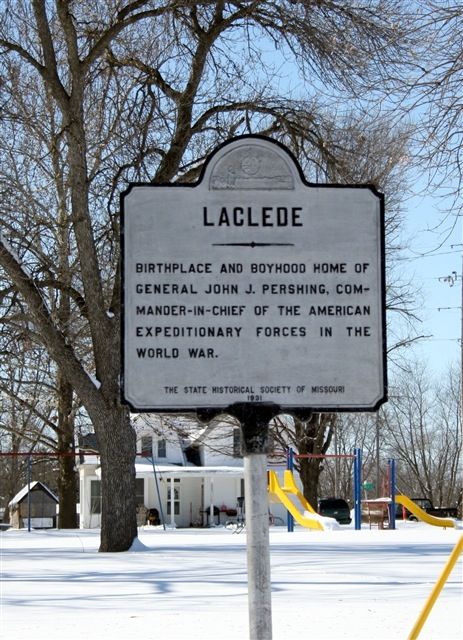 LACLEDE
BIRTHPLACE AND BOYHOOD HOME OF
GENERAL JOHN J. PERSHING, COM-
MANDER-IN-CHIEF OF THE AMERICAN
EXPEDITIONARY FORCES IN THE
WORLD WAR.
THE STATE HISTORICAL SOCIETY OF MISSOURI
1931